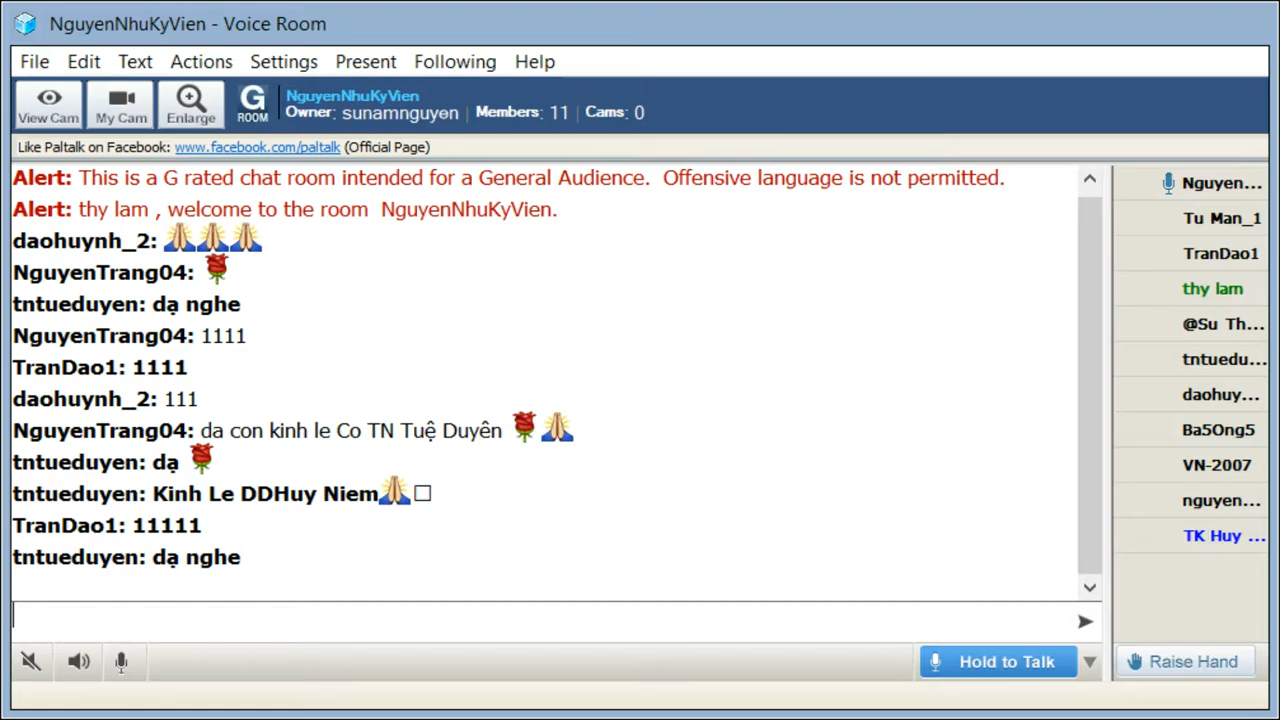 NguyenNhuKyVien - Voice Room
File Edit Text Actions Settings Present Following Help
View Cam My Cam Enlarge G ROOM
NguyenNhuKyVien
Owner: sunamnguyen Members: 11 Cams: 0
Like Paltalk on Facebook: www.facebook.com/paltalk (Official Page)
Alert: This is a G rated chat room intended for a General Audience. Offensive language is not permitted.
Alert: thy lam , welcome to the room NguyenNhuKyVien.
daohuynh_2: 🙏🙏🙏
NguyenTrang04: 🌹
tntueduyen: dạ nghe
NguyenTrang04: 1111
TranDao1: 1111
daohuynh_2: 111
NguyenTrang04: da con kinh le Co TN Tuệ Duyên 🌹🙏
tntueduyen: dạ 🌹
tntueduyen: Kinh Le DDHuy Niem🙏□
TranDao1: 11111
tntueduyen: dạ nghe
Nguyen...
Tu Man_1
TranDao1
thy lam
@Su Th...
tntuedu...
daohuy...
Ba5Ong5
VN-2007
nguyen...
TK Huy ...
Hold to Talk
Raise Hand